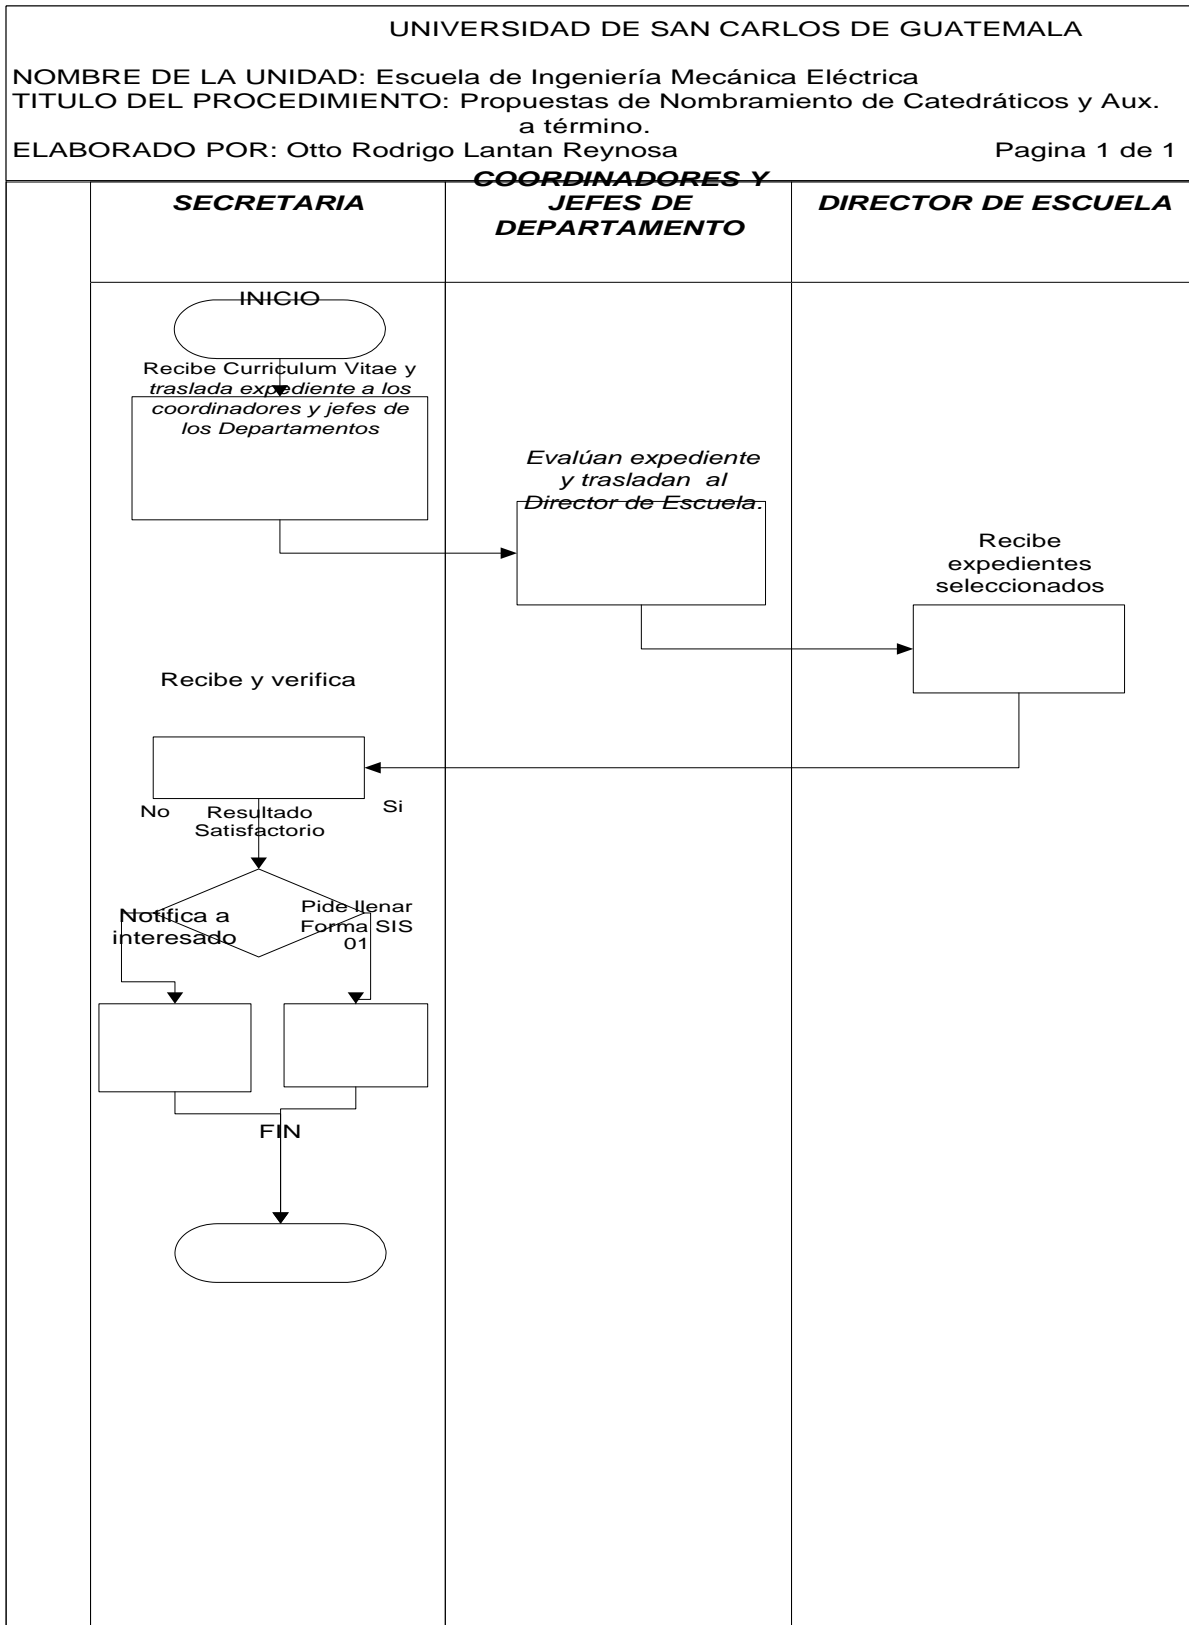 UNIVERSIDAD DE SAN CARLOS DE GUATEMALA
NOMBRE DE LA UNIDAD: Escuela de Ingeniería Mecánica Eléctrica
TITULO DEL PROCEDIMIENTO: Propuestas de Nombramiento de Catedráticos y Aux.
a término.
ELABORADO POR: Otto Rodrigo Lantan Reynosa Pagina 1 de 1
SECRETARIA
COORDINADORES Y
JEFES DE
DEPARTAMENTO
DIRECTOR DE ESCUELA
INICIO
Recibe Curriculum Vitae y
traslada expediente a los
coordinadores y jefes de
los Departamentos
Evalúan expediente
y trasladan al
Director de Escuela.
Recibe
expedientes
seleccionados
Recibe y verifica
No
Resultado
Satisfactorio
Si
Notifica a
interesado
Pide llenar
Forma SIS
01
FIN